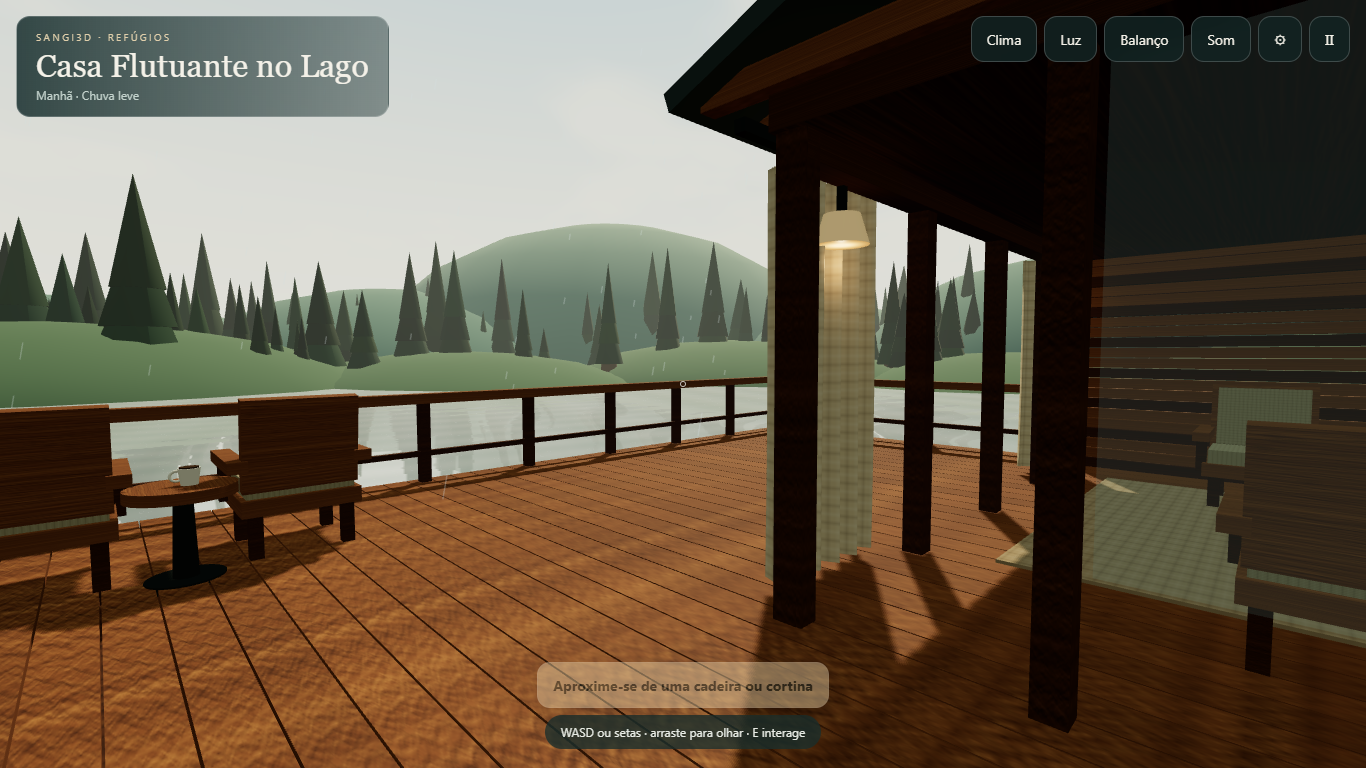 SANGI3D · REFÚGIOS
Casa Flutuante no Lago
Manhã · Chuva leve
Clima
Luz
Balanço
Som
Aproxime-se de uma cadeira ou cortina
WASD ou setas · arraste para olhar · E interage